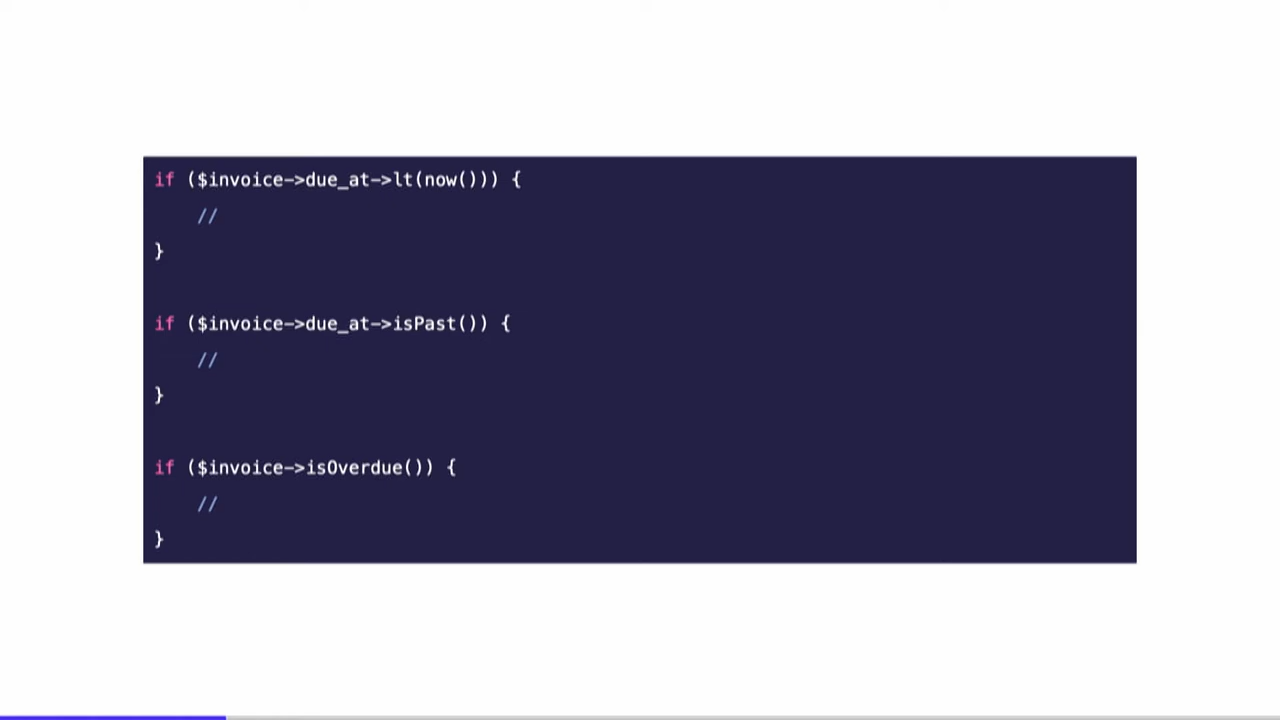 if ($invoice->due_at->lt(now())) {
    //
}
if ($invoice->due_at->isPast()) {
    //
}
if ($invoice->isOverdue()) {
    //
}